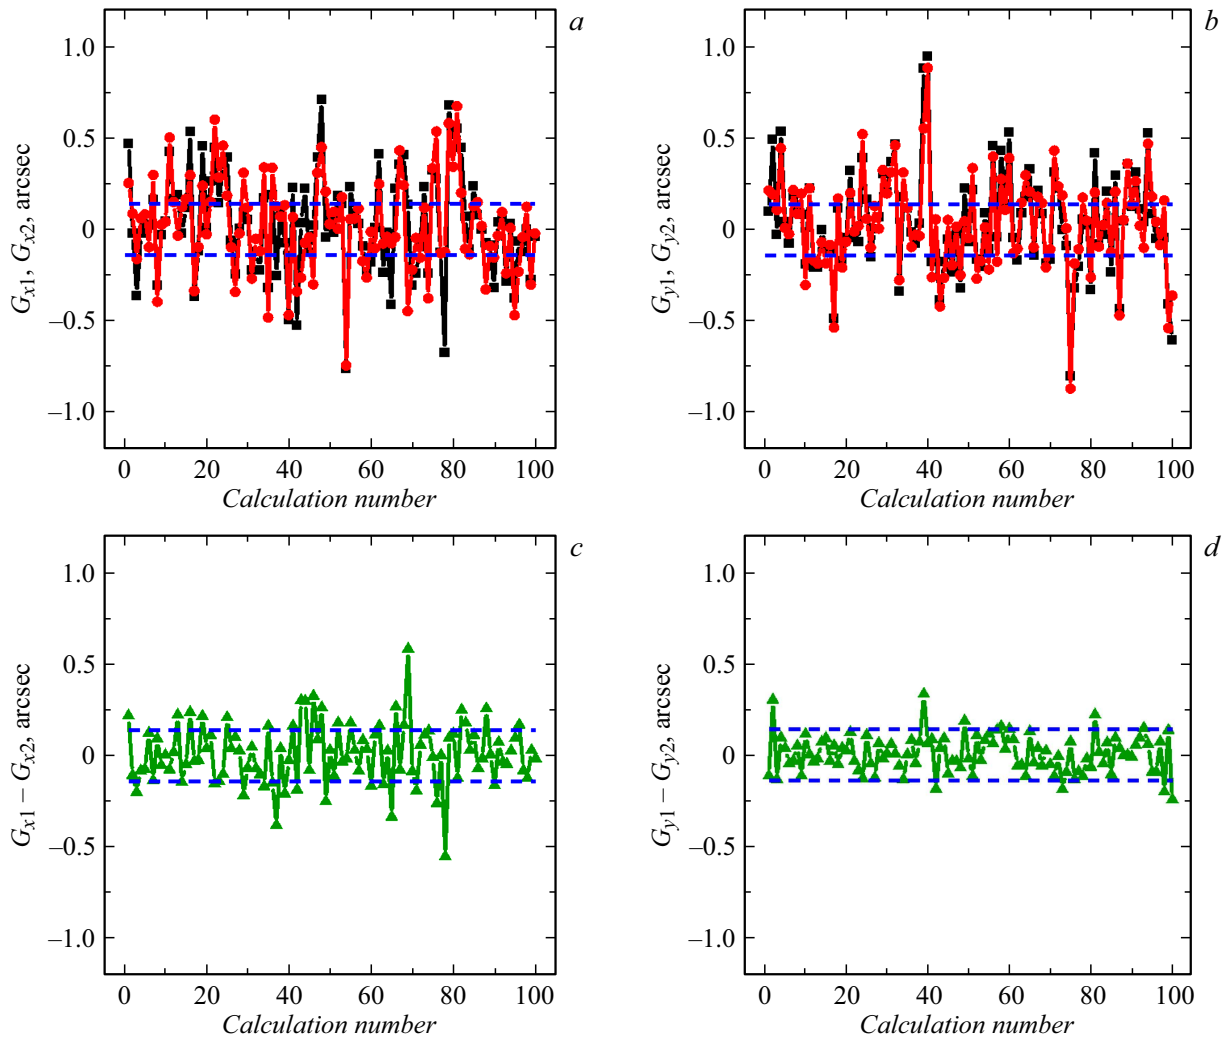 a
1.0
0.5
0
–0.5
–1.0
G_x1, G_x2, arcsec
0 20 40 60 80 100
Calculation number
b
1.0
0.5
0
–0.5
–1.0
G_y1, G_y2, arcsec
0 20 40 60 80 100
Calculation number
c
1.0
0.5
0
–0.5
–1.0
G_x1 – G_x2, arcsec
0 20 40 60 80 100
Calculation number
d
1.0
0.5
0
–0.5
–1.0
G_y1 – G_y2, arcsec
0 20 40 60 80 100
Calculation number